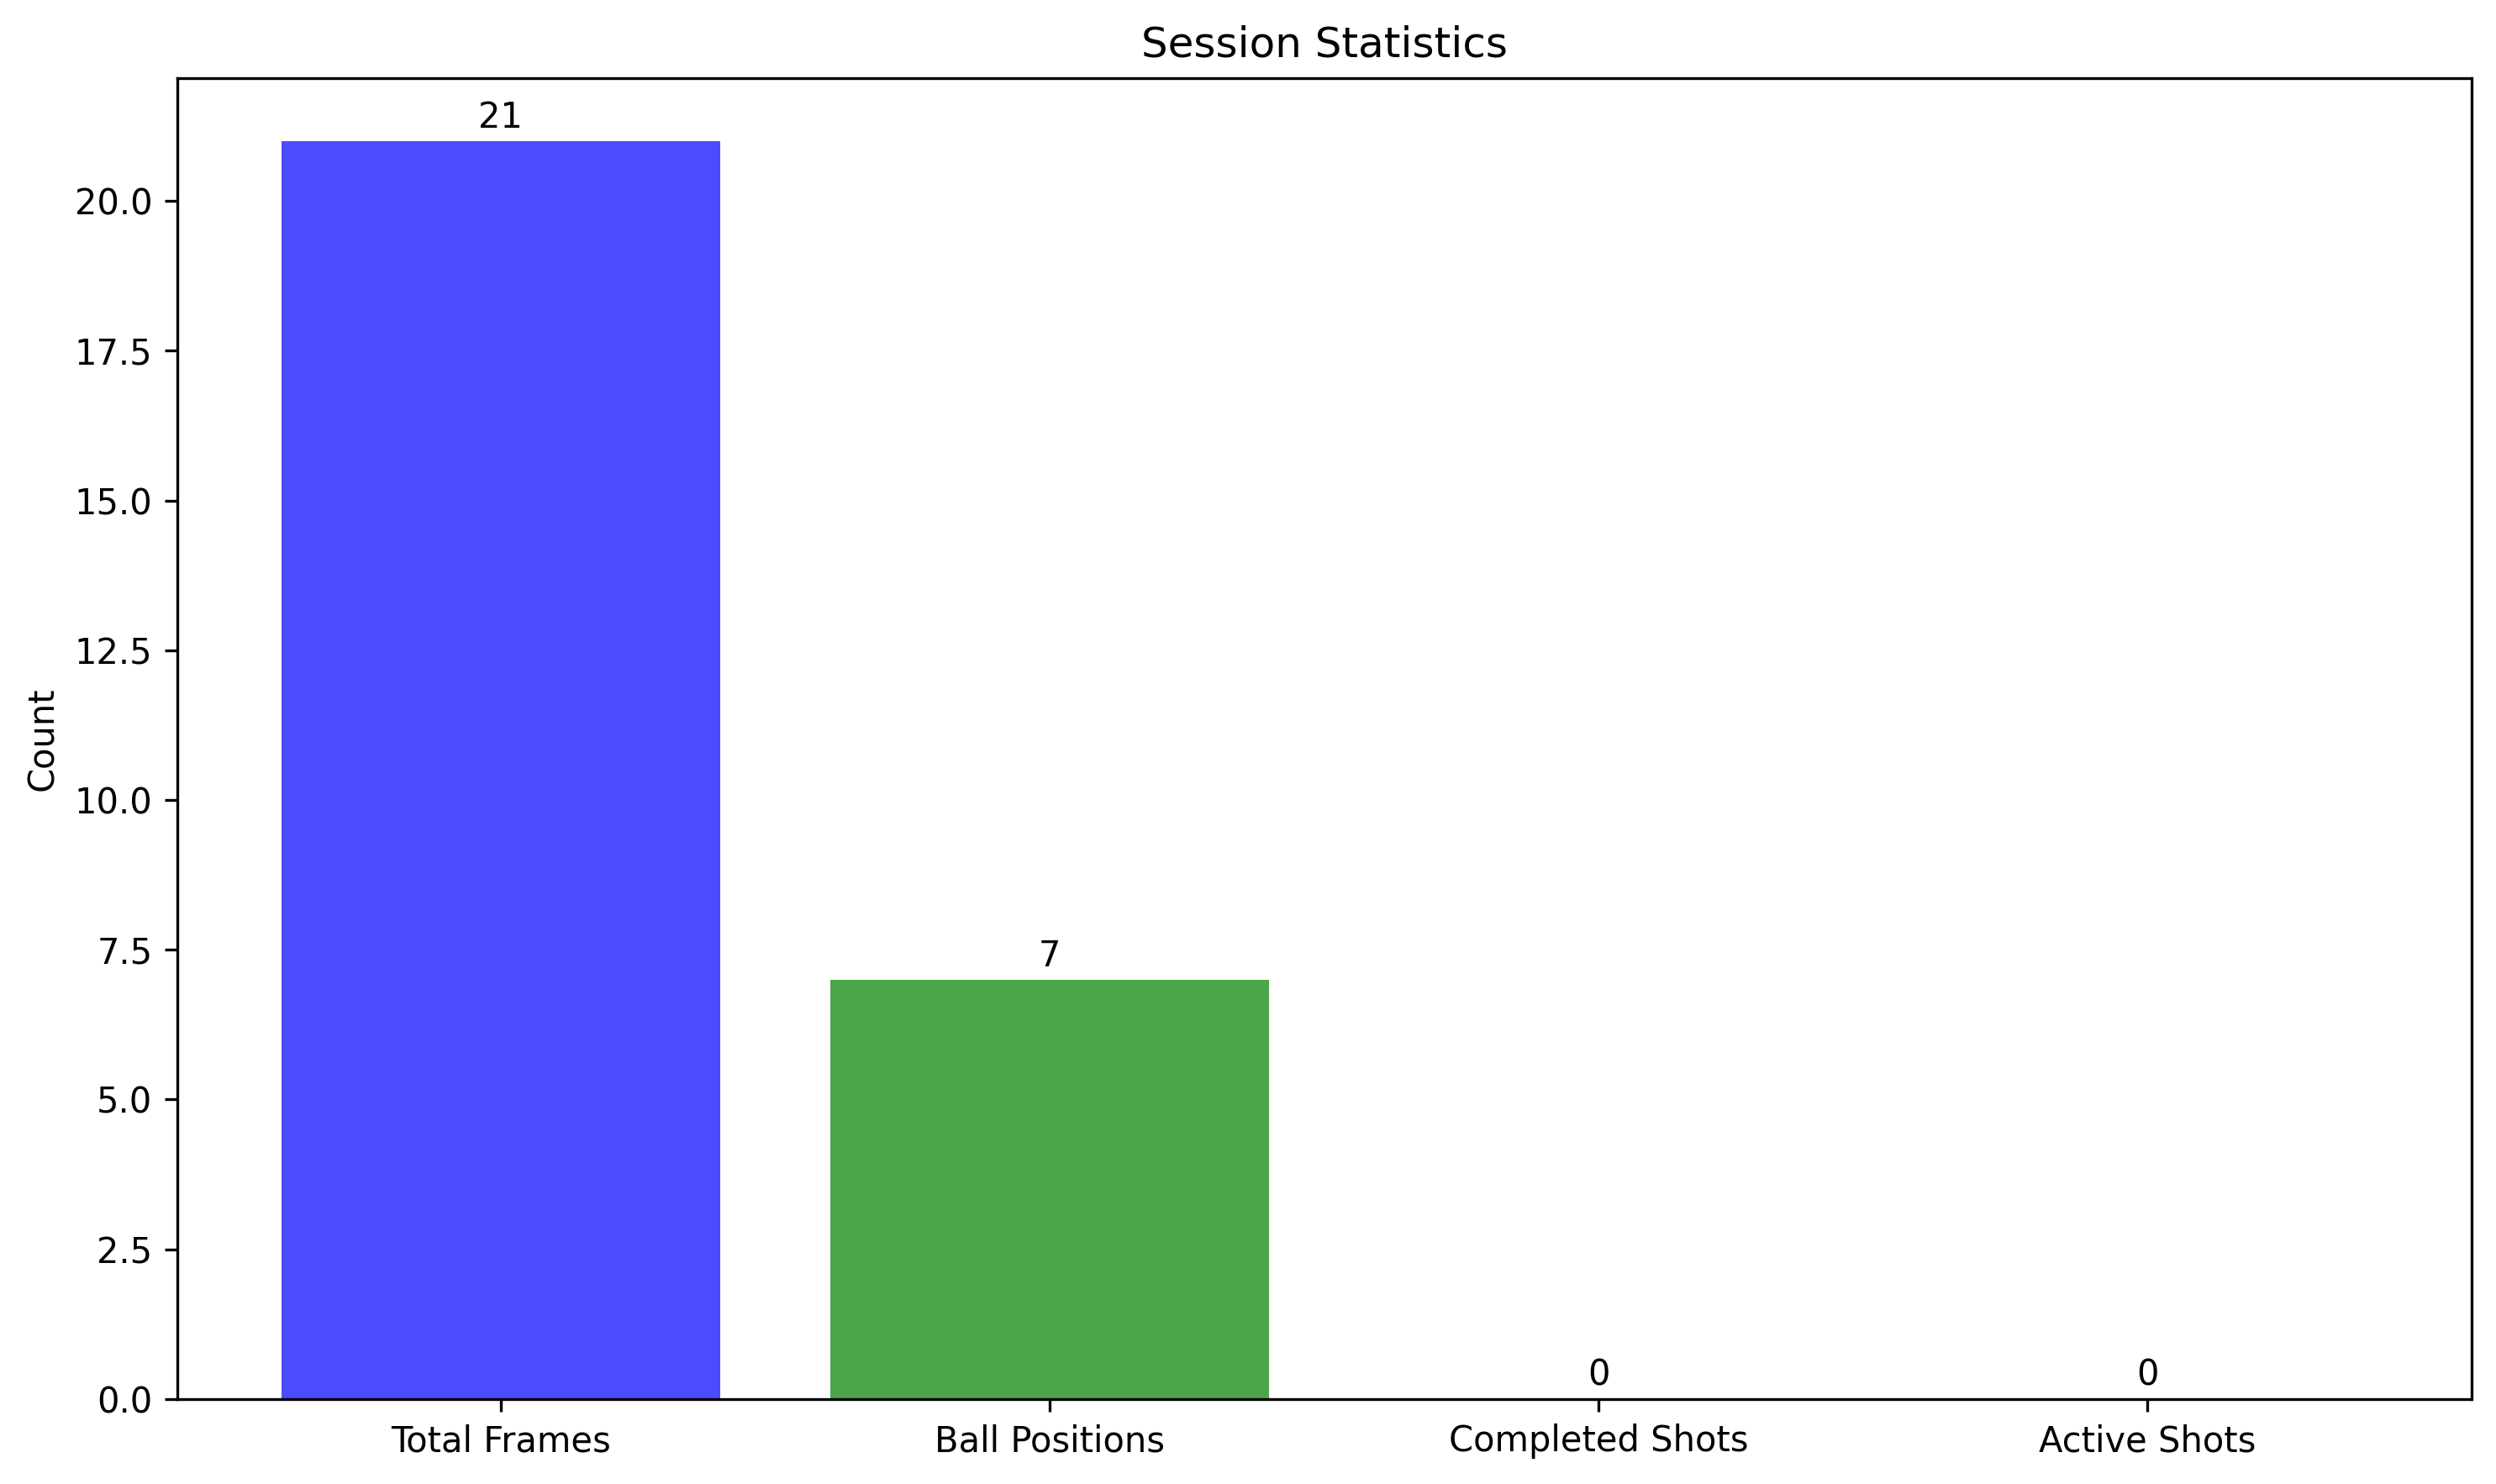 Session Statistics
21
20.0
17.5
15.0
12.5
Count
10.0
7
7.5
5.0
2.5
0
0
0.0
Total Frames
Ball Positions
Completed Shots
Active Shots